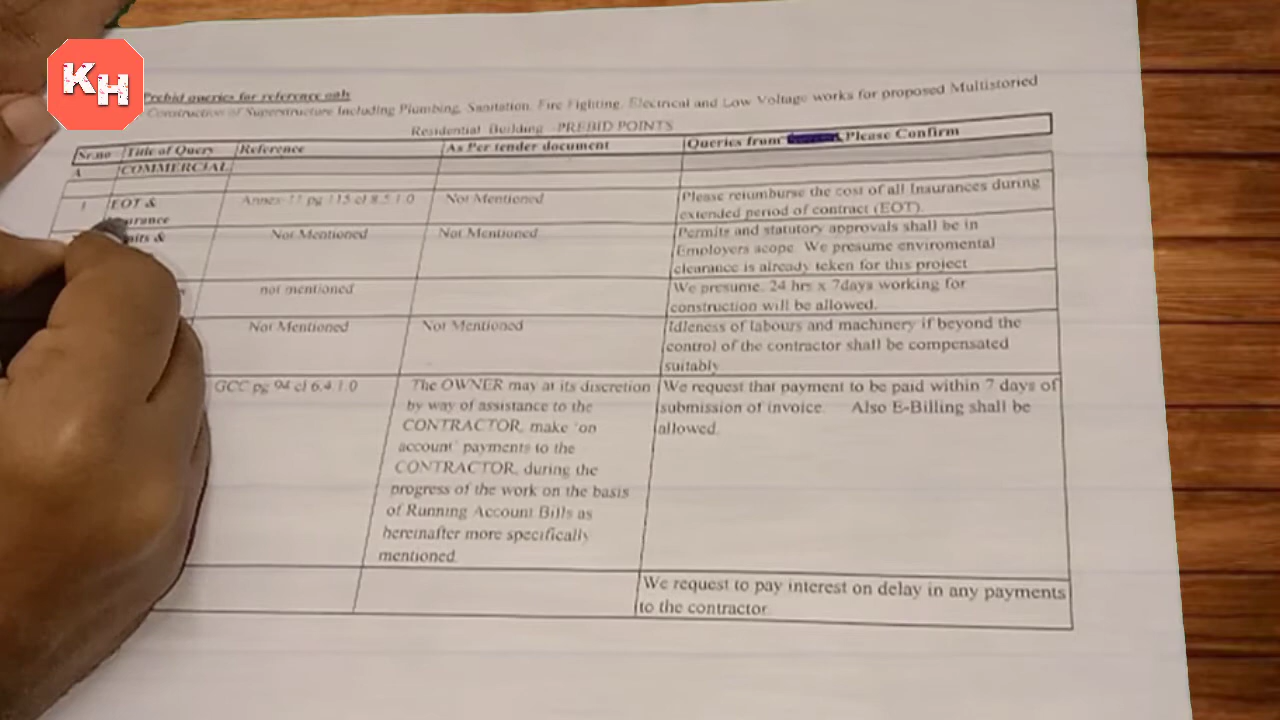 KH
Prebid queries for reference only
Construction of Superstructure Including Plumbing, Sanitation, Fire Fighting, Electrical and Low Voltage works for proposed Multistoried
Residential Building -PREBID POINTS
Sr.no Title of Query Reference As Per tender document Queries from Please Confirm
A COMMERCIAL
1 EOT & Annex-11 pg 115 cl 8.5.1.0 Not Mentioned Please reiumburse the cost of all Insurances during
urance extended period of contract (EOT).
mits & Not Mentioned Not Mentioned Permits and statutory approvals shall be in
Employers scope. We presume enviromental
clearance is already teken for this project
not mentioned We presume, 24 hrs x 7days working for
construction will be allowed.
Not Mentioned Not Mentioned Idleness of labours and machinery if beyond the
control of the contractor shall be compensated
suitably
GCC pg 94 cl 6.4.1.0 The OWNER may at its discretion We request that payment to be paid within 7 days of
by way of assistance to the submission of invoice. Also E-Billing shall be
CONTRACTOR, make 'on allowed.
account' payments to the
CONTRACTOR, during the
progress of the work on the basis
of Running Account Bills as
hereinafter more specifically
mentioned.
We request to pay interest on delay in any payments
to the contractor